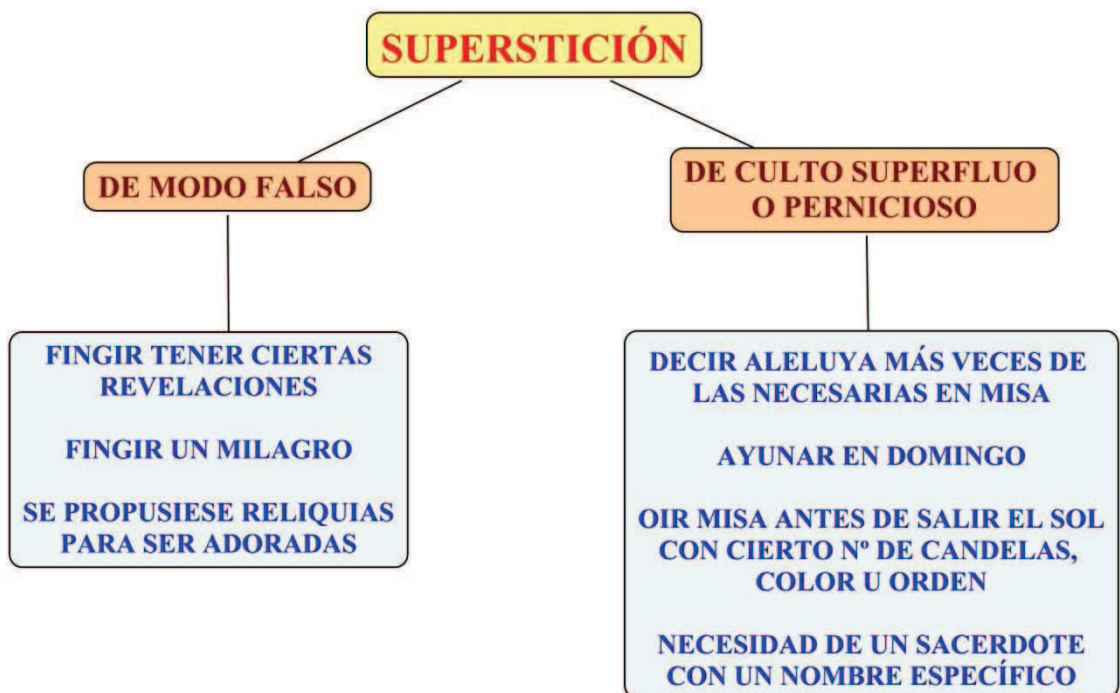 SUPERSTICIÓN
DE MODO FALSO
FINGIR TENER CIERTAS
REVELACIONES
FINGIR UN MILAGRO
SE PROPUSIESE RELIQUIAS
PARA SER ADORADAS
DE CULTO SUPERFLUO
O PERNICIOSO
DECIR ALELUYA MÁS VECES DE
LAS NECESARIAS EN MISA
AYUNAR EN DOMINGO
OIR MISA ANTES DE SALIR EL SOL
CON CIERTO Nº DE CANDELAS,
COLOR U ORDEN
NECESIDAD DE UN SACERDOTE
CON UN NOMBRE ESPECÍFICO